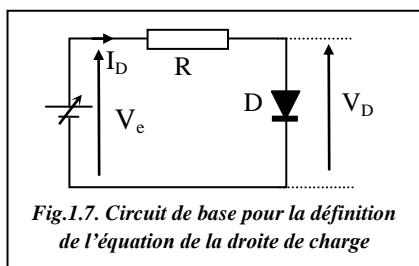 I_D
R
D
V_D
V_e
Fig.1.7. Circuit de base pour la définition
de l'équation de la droite de charge